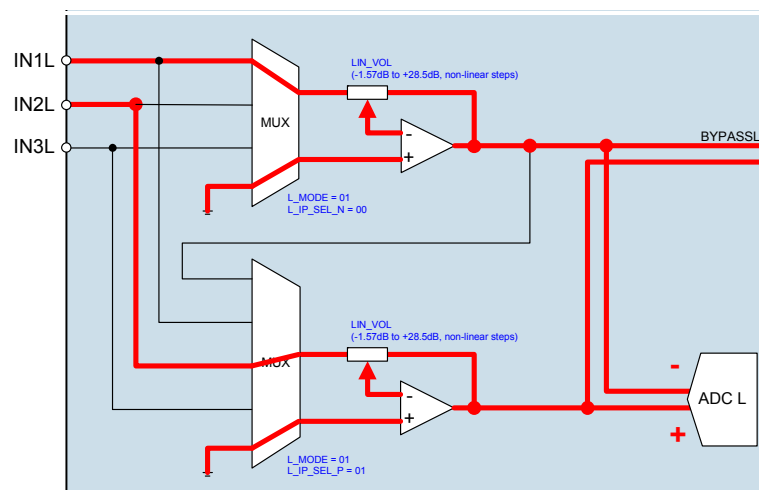 IN1L
LIN_VOL
(-1.57dB to +28.5dB, non-linear steps)
IN2L
MUX
-
BYPASSL
IN3L
+
L_MODE = 01
L_IP_SEL_N = 00
LIN_VOL
(-1.57dB to +28.5dB, non-linear steps)
MUX
-
-
ADC L
+
+
L_MODE = 01
L_IP_SEL_P = 01